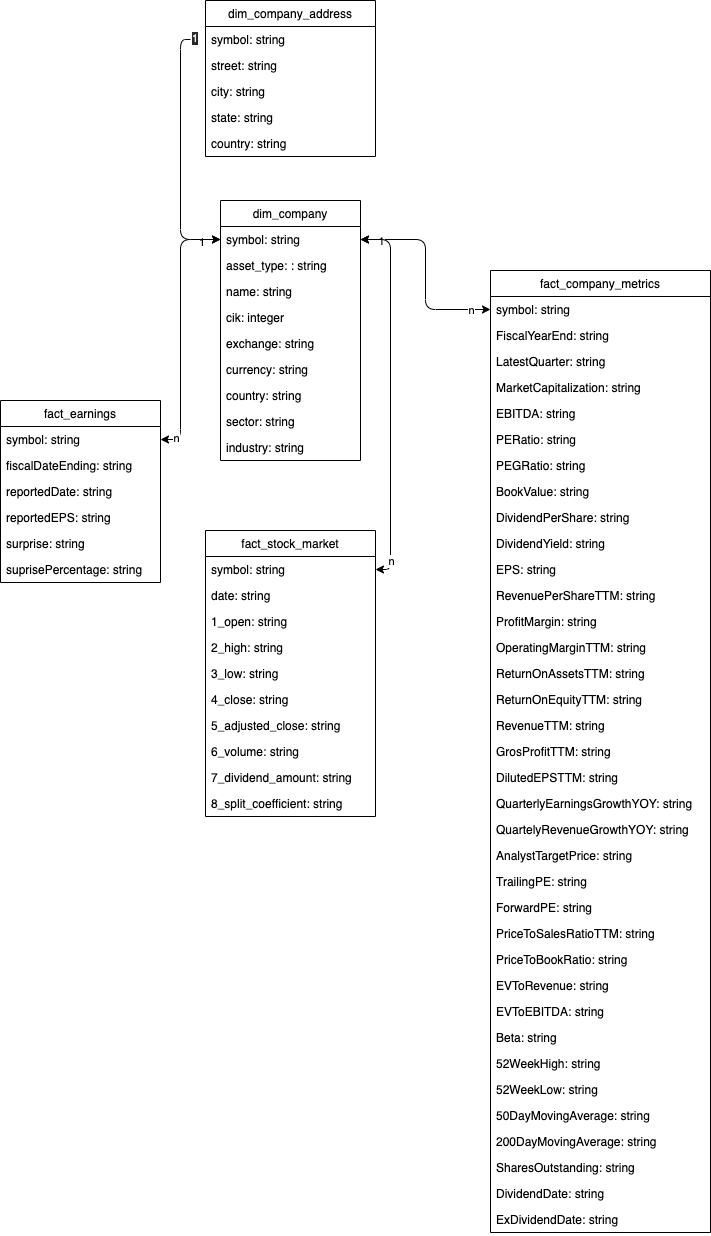 dim_company_address
1
symbol: string
street: string
city: string
state: string
country: string
dim_company
1
symbol: string
1
asset_type: : string
name: string
cik: integer
exchange: string
currency: string
country: string
sector: string
industry: string
fact_company_metrics
n
symbol: string
FiscalYearEnd: string
LatestQuarter: string
MarketCapitalization: string
EBITDA: string
PERatio: string
PEGRatio: string
BookValue: string
DividendPerShare: string
DividendYield: string
EPS: string
RevenuePerShareTTM: string
ProfitMargin: string
OperatingMarginTTM: string
ReturnOnAssetsTTM: string
ReturnOnEquityTTM: string
RevenueTTM: string
GrosProfitTTM: string
DilutedEPSTTM: string
QuarterlyEarningsGrowthYOY: string
QuartelyRevenueGrowthYOY: string
AnalystTargetPrice: string
TrailingPE: string
ForwardPE: string
PriceToSalesRatioTTM: string
PriceToBookRatio: string
EVToRevenue: string
EVToEBITDA: string
Beta: string
52WeekHigh: string
52WeekLow: string
50DayMovingAverage: string
200DayMovingAverage: string
SharesOutstanding: string
DividendDate: string
ExDividendDate: string
fact_earnings
symbol: string
n
fiscalDateEnding: string
reportedDate: string
reportedEPS: string
surprise: string
suprisePercentage: string
fact_stock_market
n
symbol: string
date: string
1_open: string
2_high: string
3_low: string
4_close: string
5_adjusted_close: string
6_volume: string
7_dividend_amount: string
8_split_coefficient: string